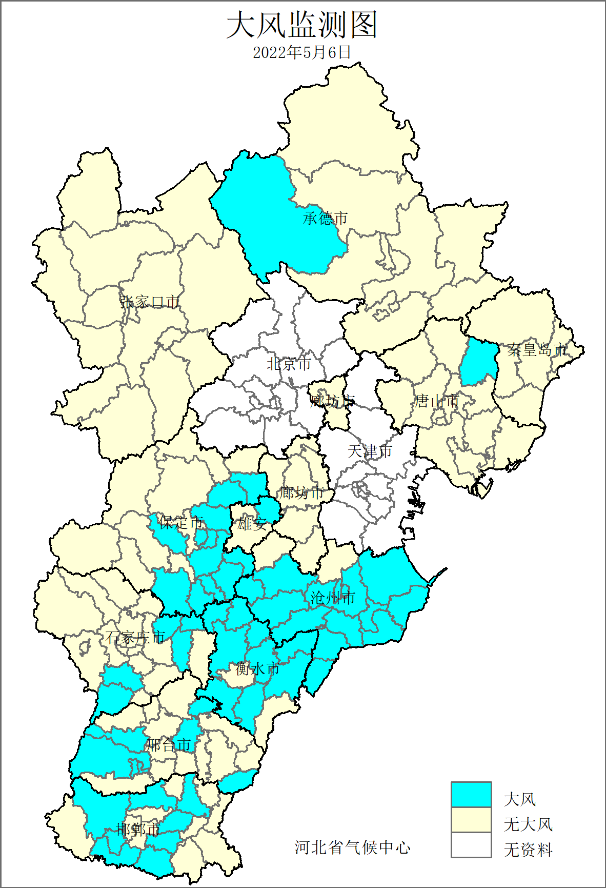 大风监测图
2022年5月6日
承德市
张家口市
秦皇岛市
北京市
廊坊市
唐山市
天津市
廊坊市
保定市
雄安
沧州市
石家庄市
衡水市
邢台市
邯郸市
大风
无大风
无资料
河北省气候中心